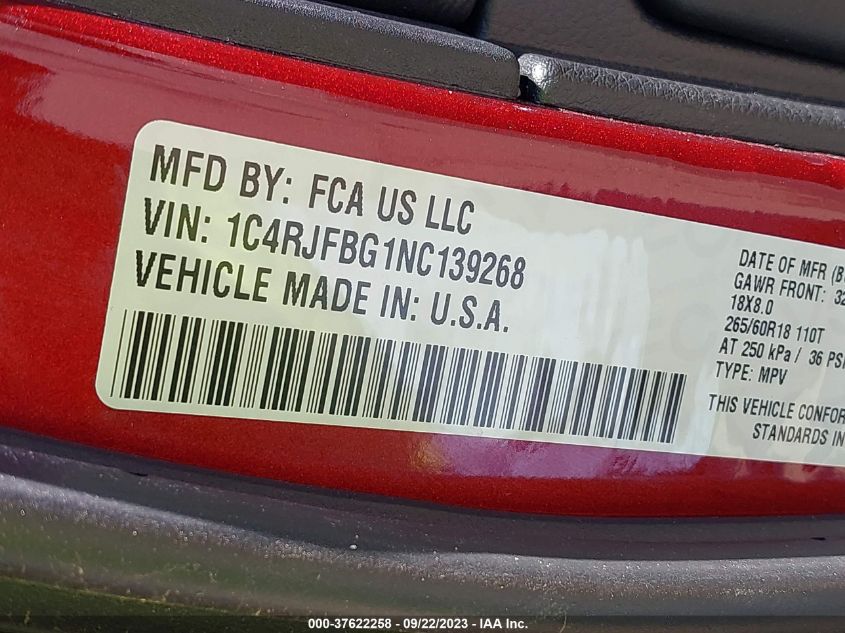 MFD BY: FCA US LLC
VIN: 1C4RJFBG1NC139268
VEHICLE MADE IN: U.S.A.
DATE OF MFR
GAWR FRONT:
18X8.0
265/60R18 110T
AT 250 kPa / 36
TYPE: MPV
THIS VEHICLE
STANDARDS IN
000-37622258 - 09/22/2023 - IAA Inc.